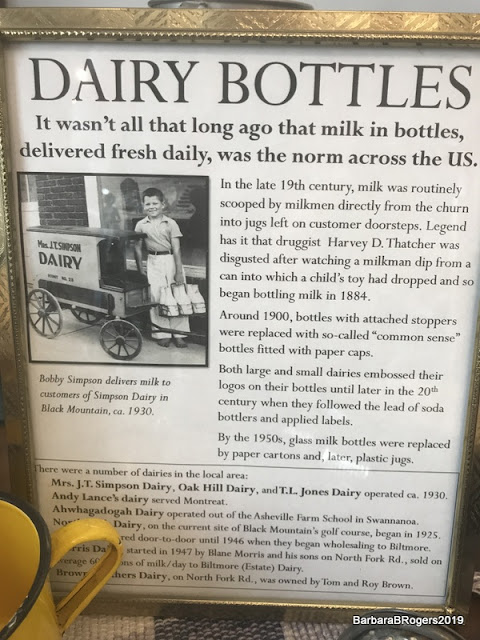 DAIRY BOTTLES
It wasn't all that long ago that milk in bottles,
delivered fresh daily, was the norm across the US.
Mrs. J.T. SIMPSON
DAIRY
Bobby Simpson delivers milk to
customers of Simpson Dairy in
Black Mountain, ca. 1930.
In the late 19th century, milk was routinely
scooped by milkmen directly from the churn
into jugs left on customer doorsteps. Legend
has it that druggist Harvey D. Thatcher was
disgusted after watching a milkman dip from a
can into which a child's toy had dropped and so
began bottling milk in 1884.
Around 1900, bottles with attached stoppers
were replaced with so-called "common sense"
bottles fitted with paper caps.
Both large and small dairies embossed their
logos on their bottles until later in the 20th
century when they followed the lead of soda
bottlers and applied labels.
By the 1950s, glass milk bottles were replaced
by paper cartons and, later, plastic jugs.
There were a number of dairies in the local area:
Mrs. J.T. Simpson Dairy, Oak Hill Dairy, and T.L. Jones Dairy operated ca. 1930.
Andy Lance's dairy served Montreat.
Ahwhagadogah Dairy operated out of the Asheville Farm School in Swannanoa.
Dairy, on the current site of Black Mountain's golf course, began in 1925.
door-to-door until 1946 when they began wholesaling to Biltmore.
started in 1947 by Blane Morris and his sons on North Fork Rd., sold on
of milk/day to Biltmore (Estate) Dairy.
Dairy, on North Fork Rd., was owned by Tom and Roy Brown.
BarbaraBRogers2019